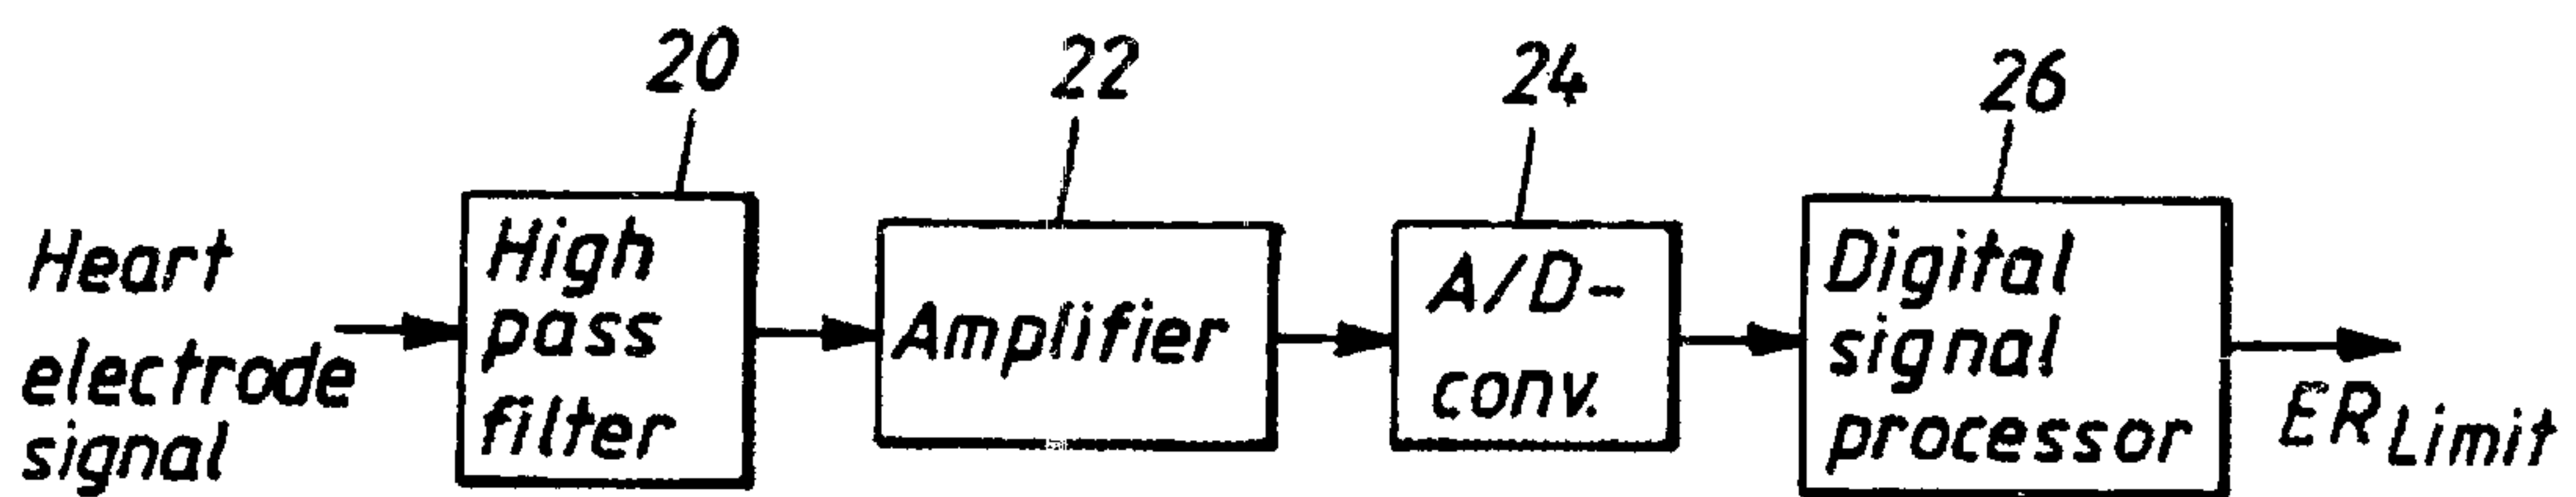 20
22
24
26
Heart
electrode
signal
High
pass
filter
Amplifier
A/D-
conv.
Digital
signal
processor
ER Limit